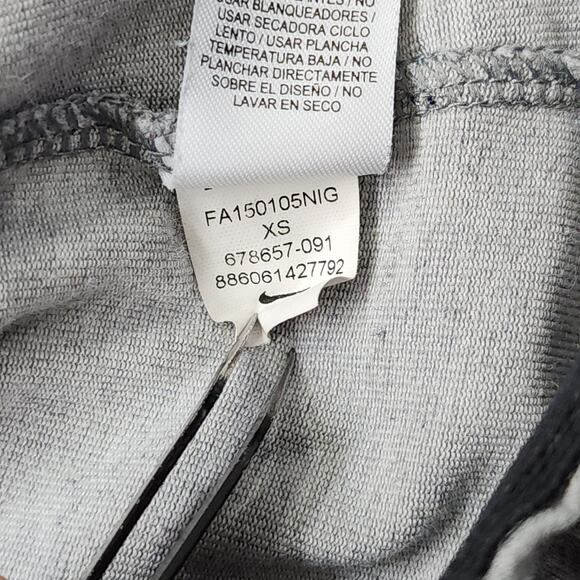 USAR BLANQUEADORES / NO
USAR SECADORA CICLO
LENTO / USAR PLANCHA
TEMPERATURA BAJA / NO
PLANCHAR DIRECTAMENTE
SOBRE EL DISEÑO / NO
LAVAR EN SECO
FA150105NIG
XS
678657-091
886061427792